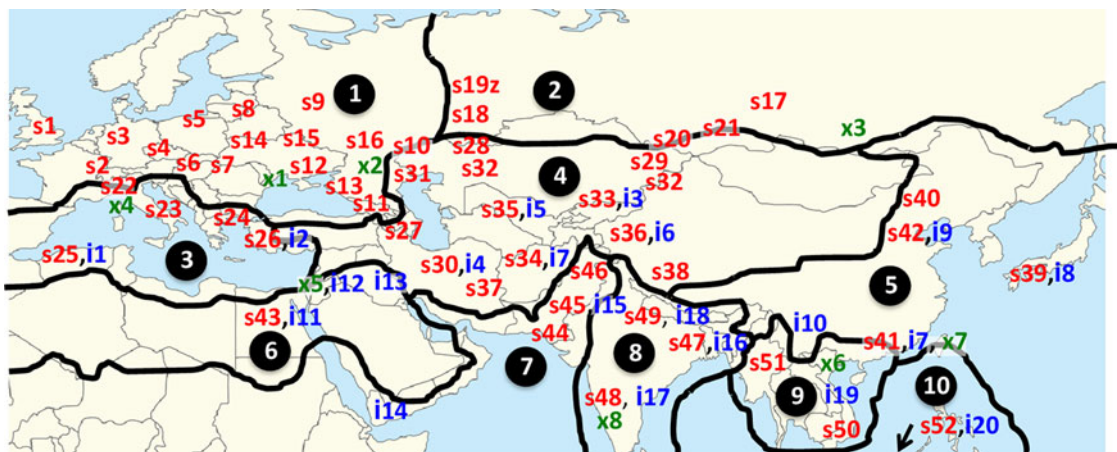 s19z
s17
1
2
s9
s8
s18
s5
s1
s3
s14
s15
s16
s10
s28
s20
s21
x3
s4
s2
s6
s7
s12
x2
s31
s32
s29
x1
s13
4
s32
s22
x4
s23
s11
s33,i3
s40
s24
s27
s35,i5
s26,i2
s36,i6
s42,i9
s25,i1
3
s30,i4
s34,i7
s46
s38
s39,i8
x5,i12
i13
s37
5
s43,i11
s45
i15
s49, i18
i10
6
s44
s47,i16
s41,i7, x7
7
8
s51
x6
i14
s48, i17
9
i19
10
x8
s50
s52,i20